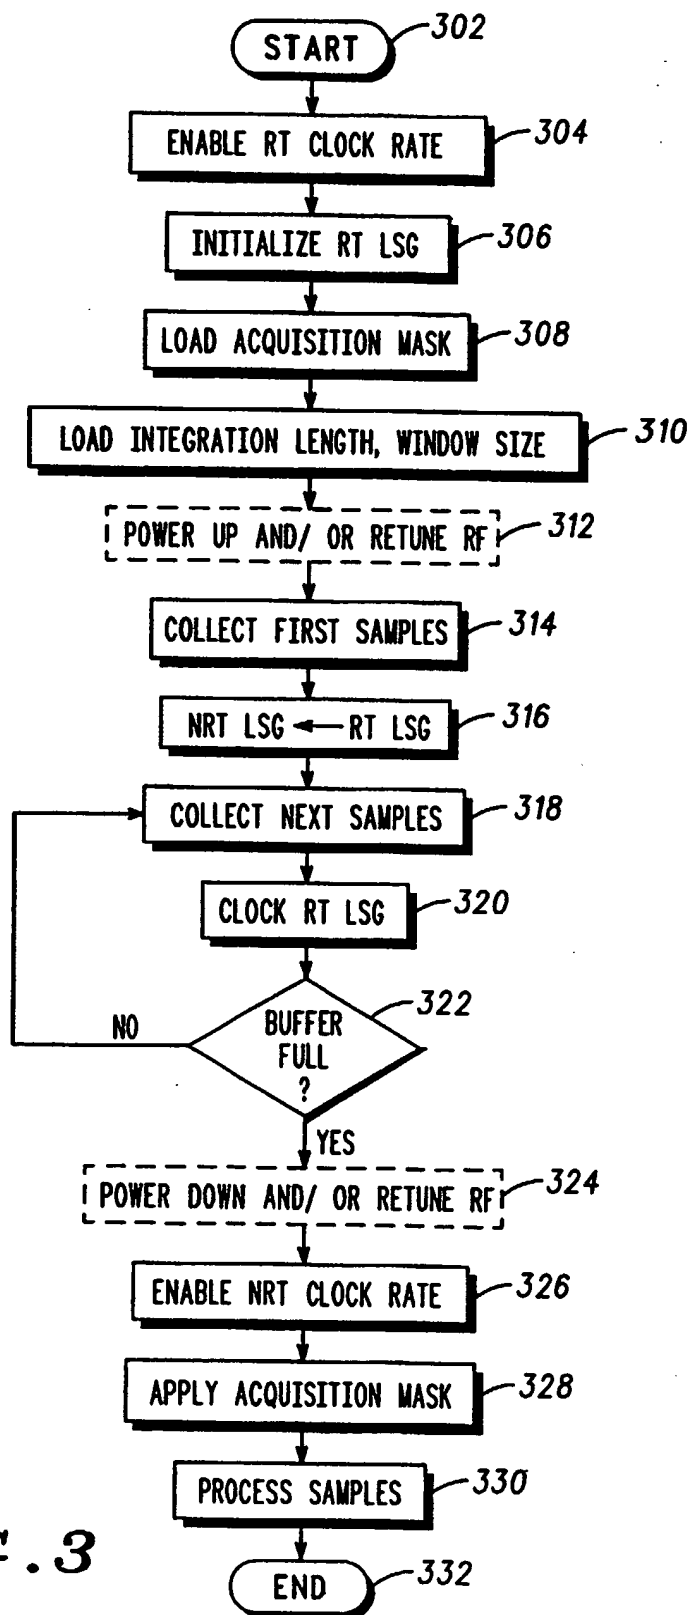 START 302
ENABLE RT CLOCK RATE 304
INITIALIZE RT LSG 306
LOAD ACQUISITION MASK 308
LOAD INTEGRATION LENGTH, WINDOW SIZE 310
POWER UP AND/ OR RETUNE RF 312
COLLECT FIRST SAMPLES 314
NRT LSG ← RT LSG 316
COLLECT NEXT SAMPLES 318
CLOCK RT LSG 320
322
BUFFER
FULL
?
NO
YES
POWER DOWN AND/ OR RETUNE RF 324
ENABLE NRT CLOCK RATE 326
APPLY ACQUISITION MASK 328
PROCESS SAMPLES 330
.3
END 332